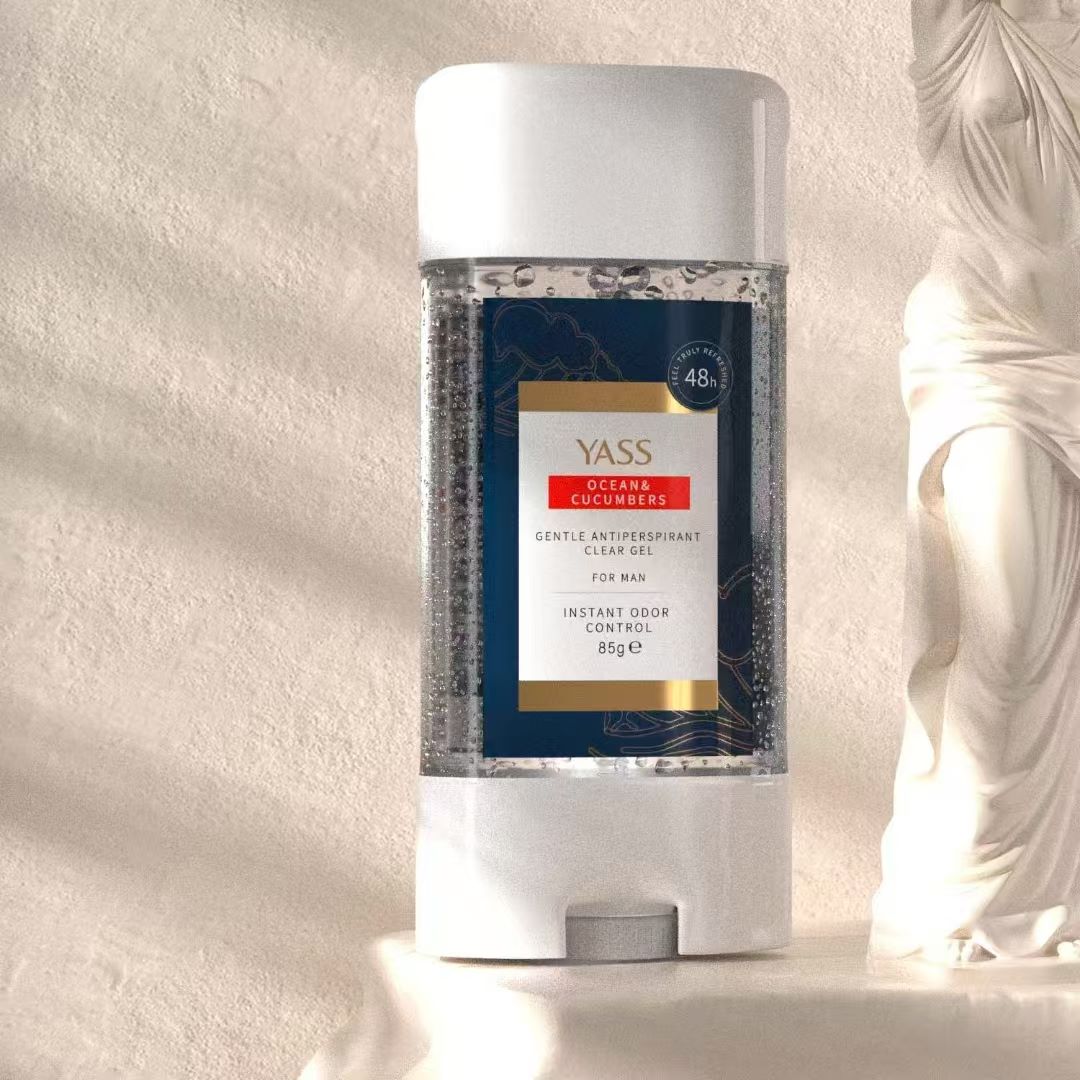 FEEL TRULY REFRESHED
48h
YASS
OCEAN&
CUCUMBERS
GENTLE ANTIPERSPIRANT
CLEAR GEL
FOR MAN
INSTANT ODOR
CONTROL
85g℮